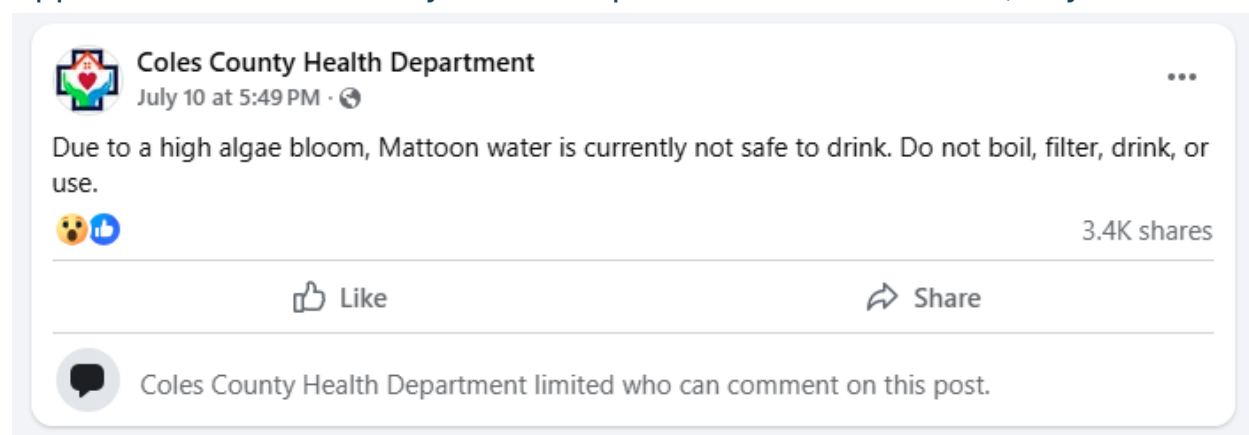 Coles County Health Department
July 10 at 5:49 PM ·
Due to a high algae bloom, Mattoon water is currently not safe to drink. Do not boil, filter, drink, or
use.
3.4K shares
Like
Share
Coles County Health Department limited who can comment on this post.